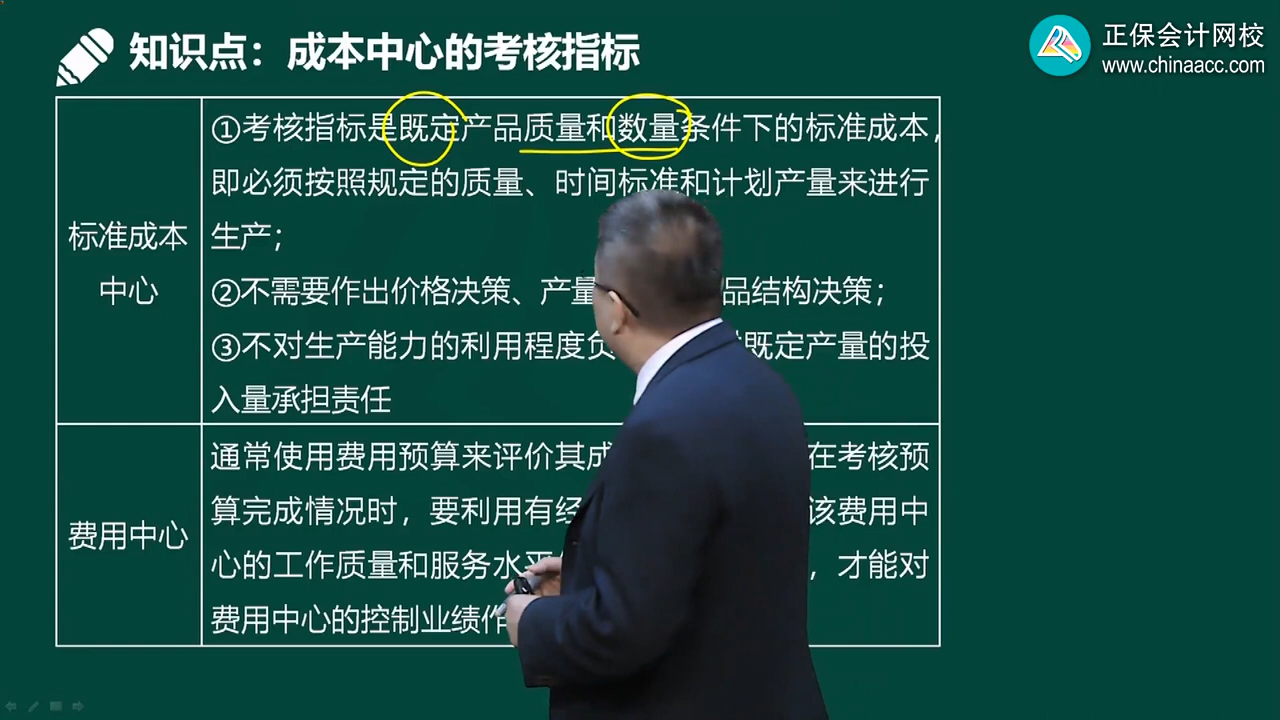 知识点：成本中心的考核指标
正保会计网校
www.chinaacc.com
标准成本
中心
①考核指标是既定产品质量和数量条件下的标准成本，
即必须按照规定的质量、时间标准和计划产量来进行
生产；
②不需要作出价格决策、产量 品结构决策；
③不对生产能力的利用程度负 既定产量的投
入量承担责任
费用中心
通常使用费用预算来评价其成 在考核预
算完成情况时，要利用有经 该费用中
心的工作质量和服务水平 ，才能对
费用中心的控制业绩作